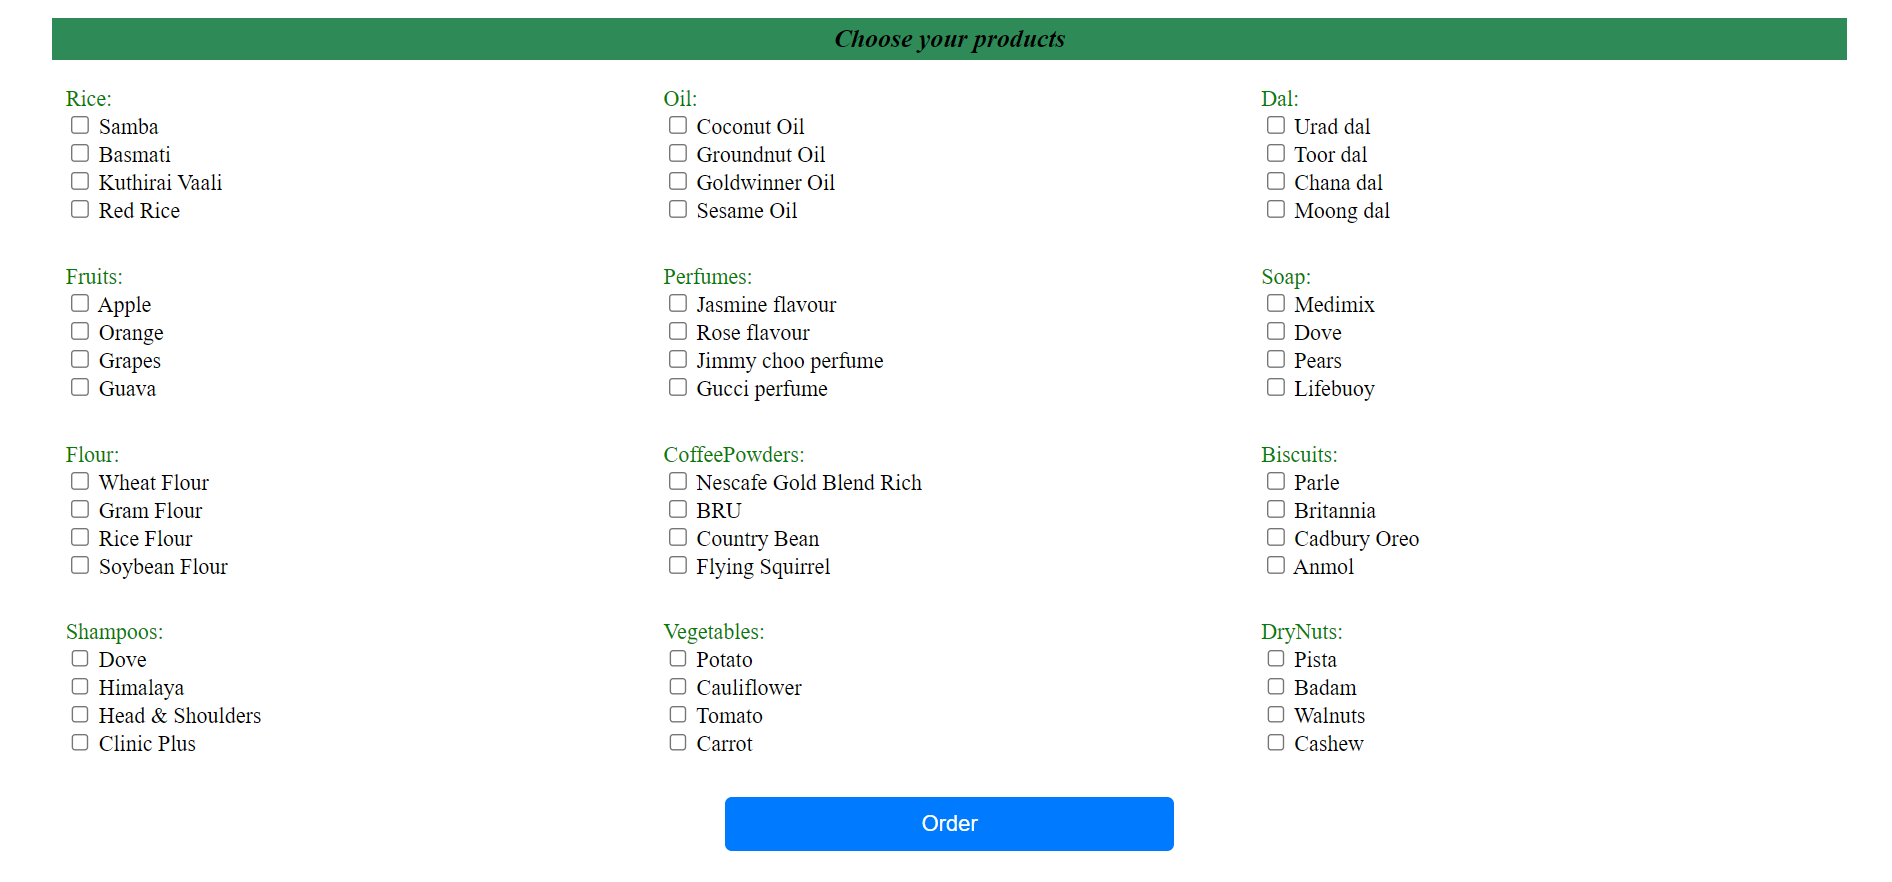 Choose your products
Rice:
Samba
Basmati
Kuthirai Vaali
Red Rice
Oil:
Coconut Oil
Groundnut Oil
Goldwinner Oil
Sesame Oil
Dal:
Urad dal
Toor dal
Chana dal
Moong dal
Fruits:
Apple
Orange
Grapes
Guava
Perfumes:
Jasmine flavour
Rose flavour
Jimmy choo perfume
Gucci perfume
Soap:
Medimix
Dove
Pears
Lifebuoy
Flour:
Wheat Flour
Gram Flour
Rice Flour
Soybean Flour
CoffeePowders:
Nescafe Gold Blend Rich
BRU
Country Bean
Flying Squirrel
Biscuits:
Parle
Britannia
Cadbury Oreo
Anmol
Shampoos:
Dove
Himalaya
Head & Shoulders
Clinic Plus
Vegetables:
Potato
Cauliflower
Tomato
Carrot
DryNuts:
Pista
Badam
Walnuts
Cashew
Order